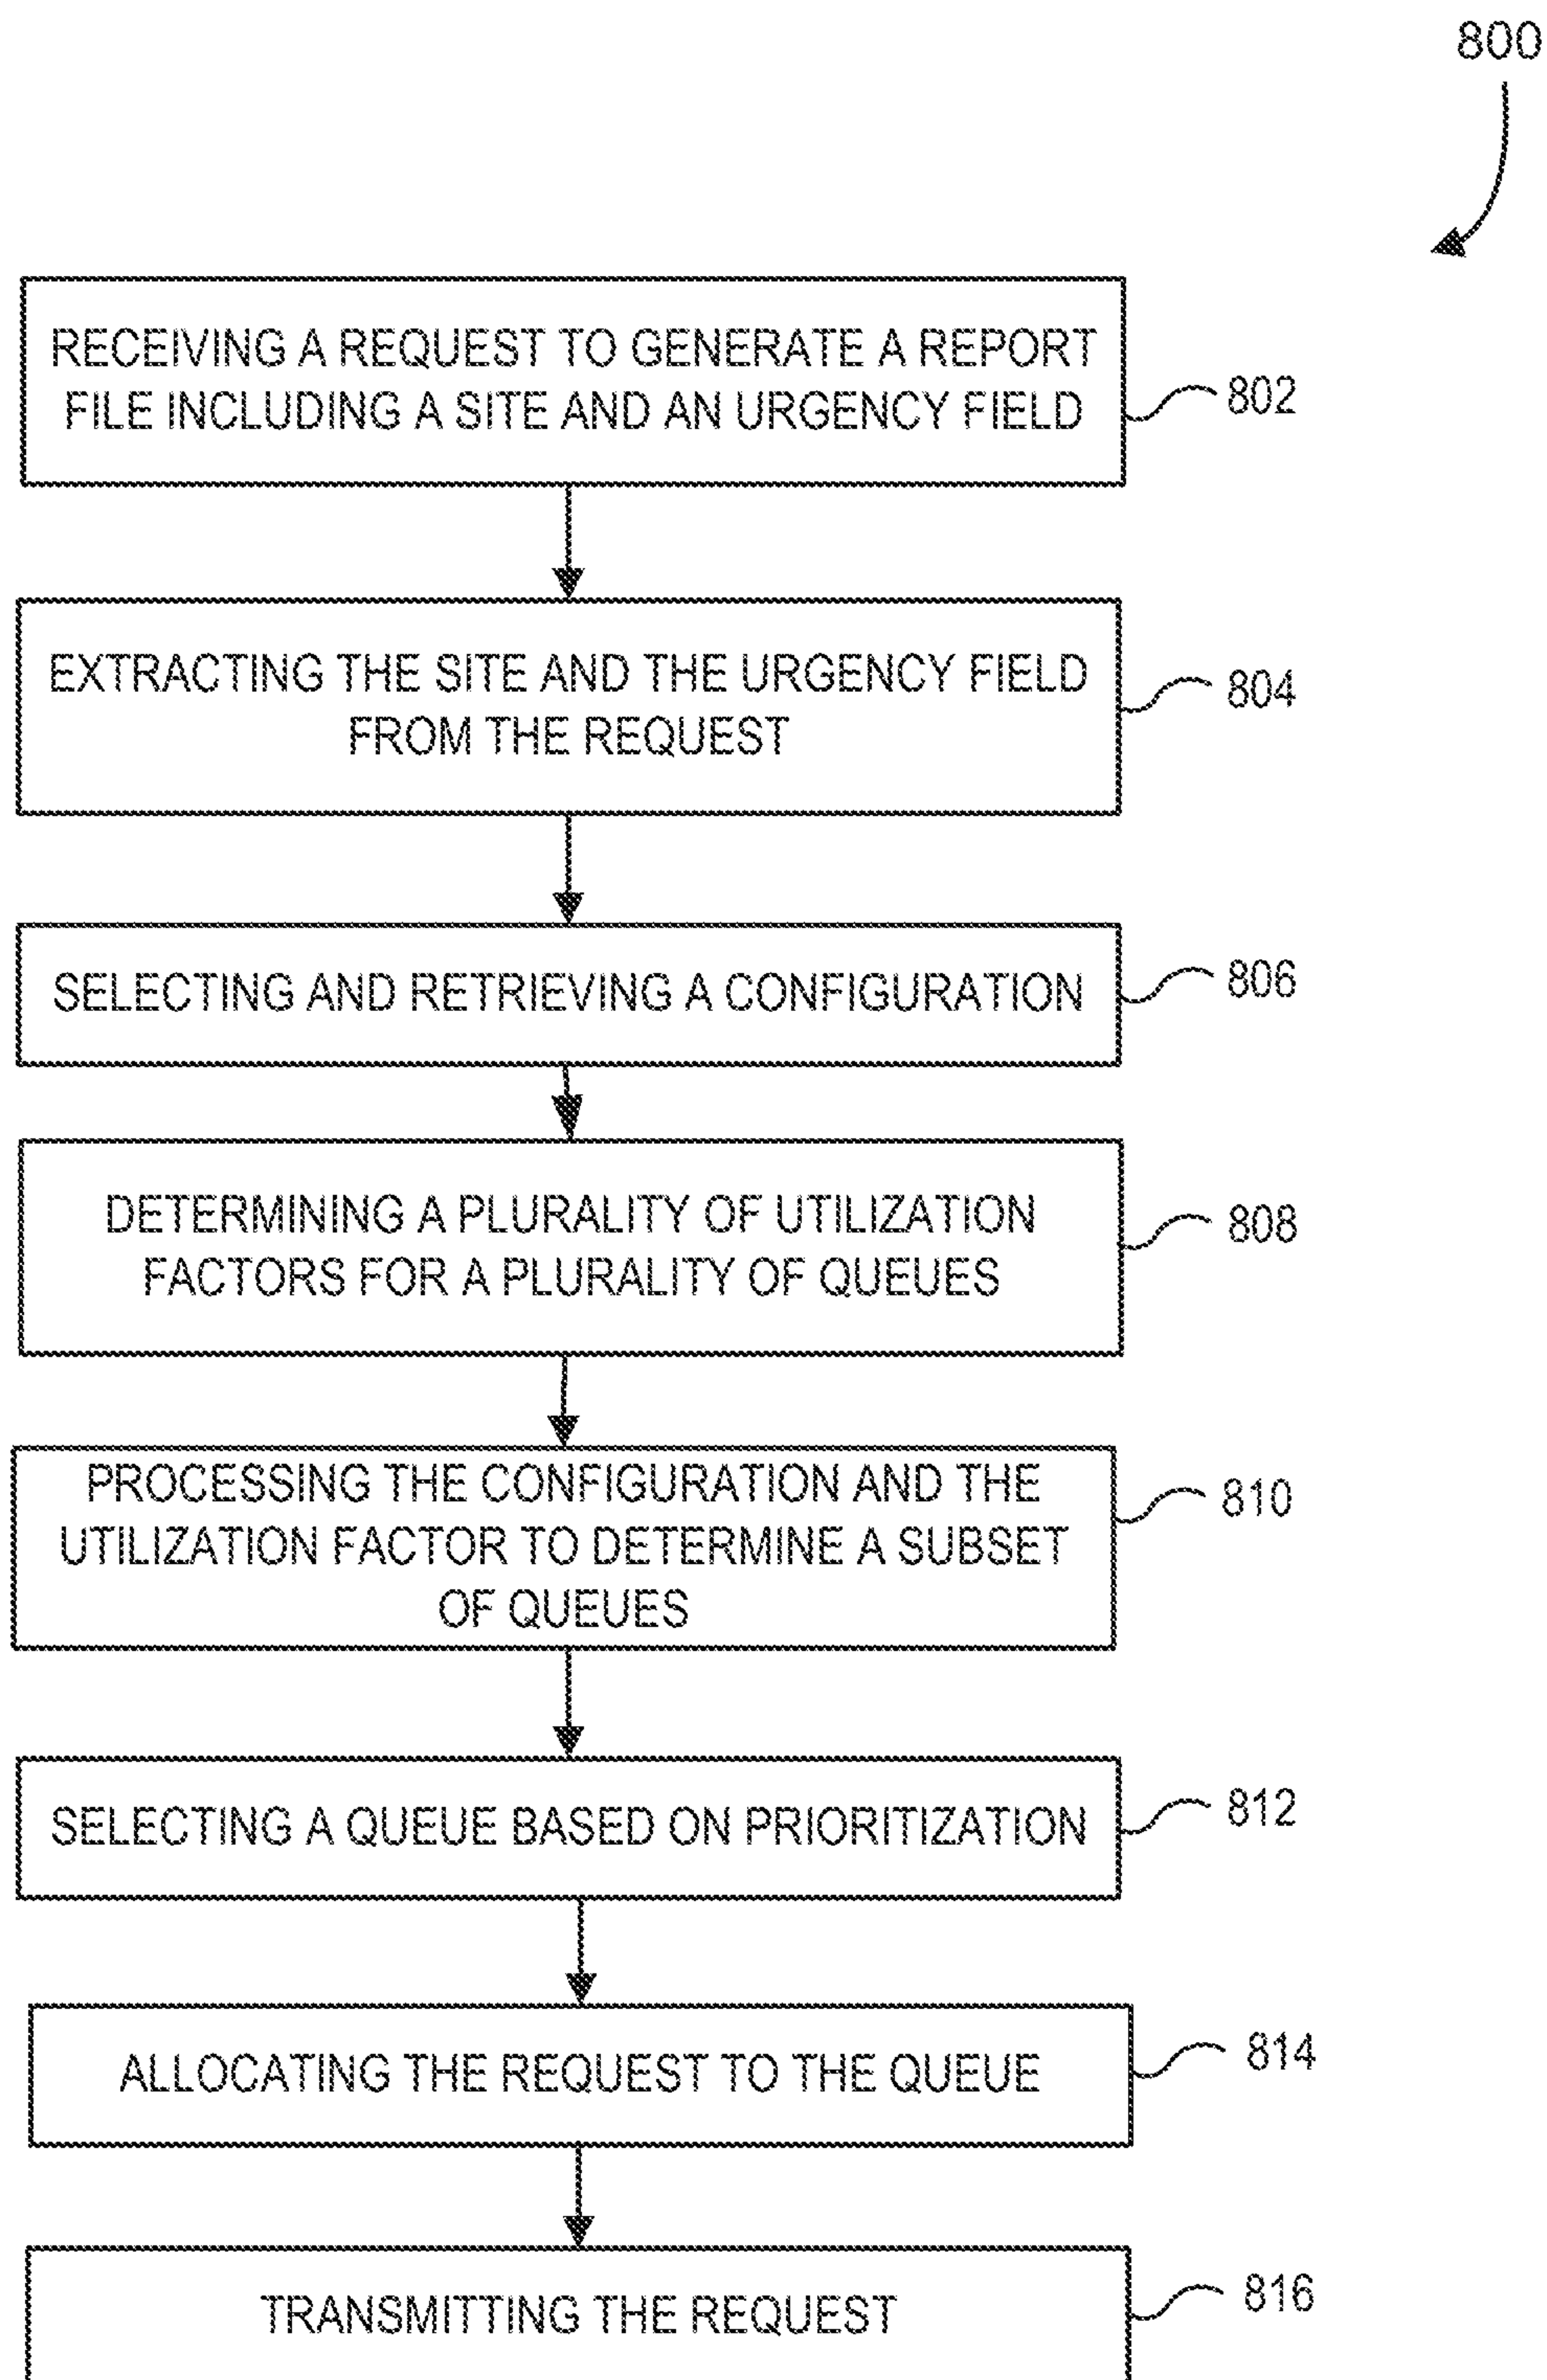 800
RECEIVING A REQUEST TO GENERATE A REPORT
FILE INCLUDING A SITE AND AN URGENCY FIELD
802
EXTRACTING THE SITE AND THE URGENCY FIELD
FROM THE REQUEST
804
SELECTING AND RETRIEVING A CONFIGURATION
806
DETERMINING A PLURALITY OF UTILIZATION
FACTORS FOR A PLURALITY OF QUEUES
808
PROCESSING THE CONFIGURATION AND THE
UTILIZATION FACTOR TO DETERMINE A SUBSET
OF QUEUES
810
SELECTING A QUEUE BASED ON PRIORITIZATION
812
ALLOCATING THE REQUEST TO THE QUEUE
814
TRANSMITTING THE REQUEST
816